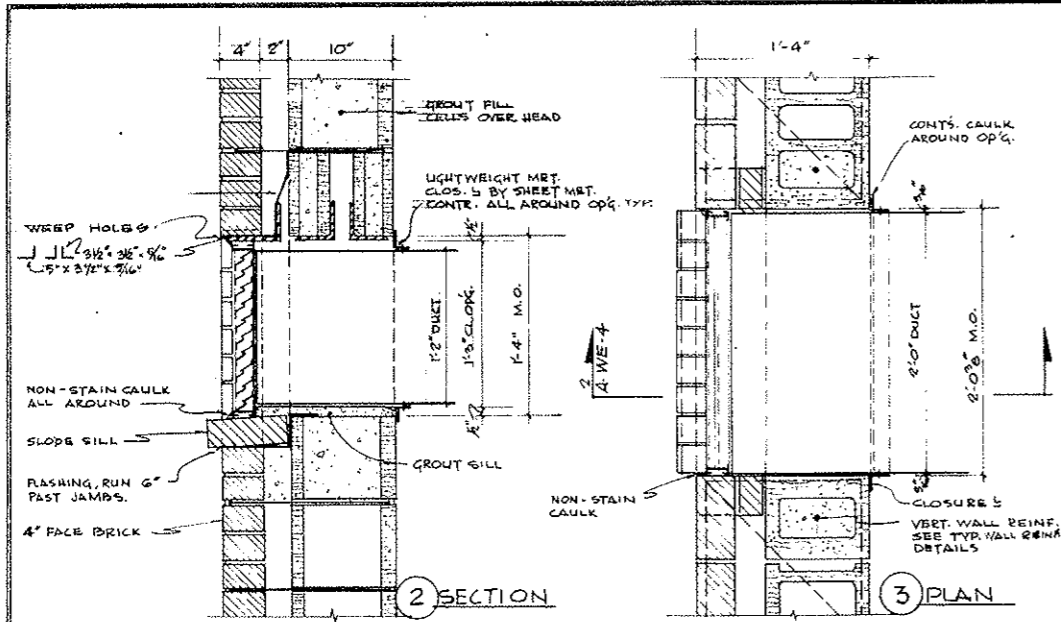 4" 2" 10"
GROUT FILL
CELLS OVER HEAD
LIGHTWEIGHT MET.
CLOS. ⅄ BY SHEET MET.
CONTR. ALL AROUND OP'G. TYP.
WEEP HOLES.
3½" × 3½" × 5/16"
5" × 3½" × 5/16"
1'-2" DUCT.
1'-3" CL. OP'G.
1'-4" M.O.
½"
NON-STAIN CAULK
ALL AROUND
SLOPE SILL
FLASHING, RUN 6"
PAST JAMBS.
4" FACE BRICK
GROUT SILL
2 SECTION
1'-4"
CONT'S. CAULK
AROUND OP'G.
2'-0" DUCT
2'-0⅜" M.O.
2
A-WE-4
NON-STAIN
CAULK
CLOSURE ⅄
VERT. WALL REINF.
SEE TYP. WALL REINF.
DETAILS
3 PLAN